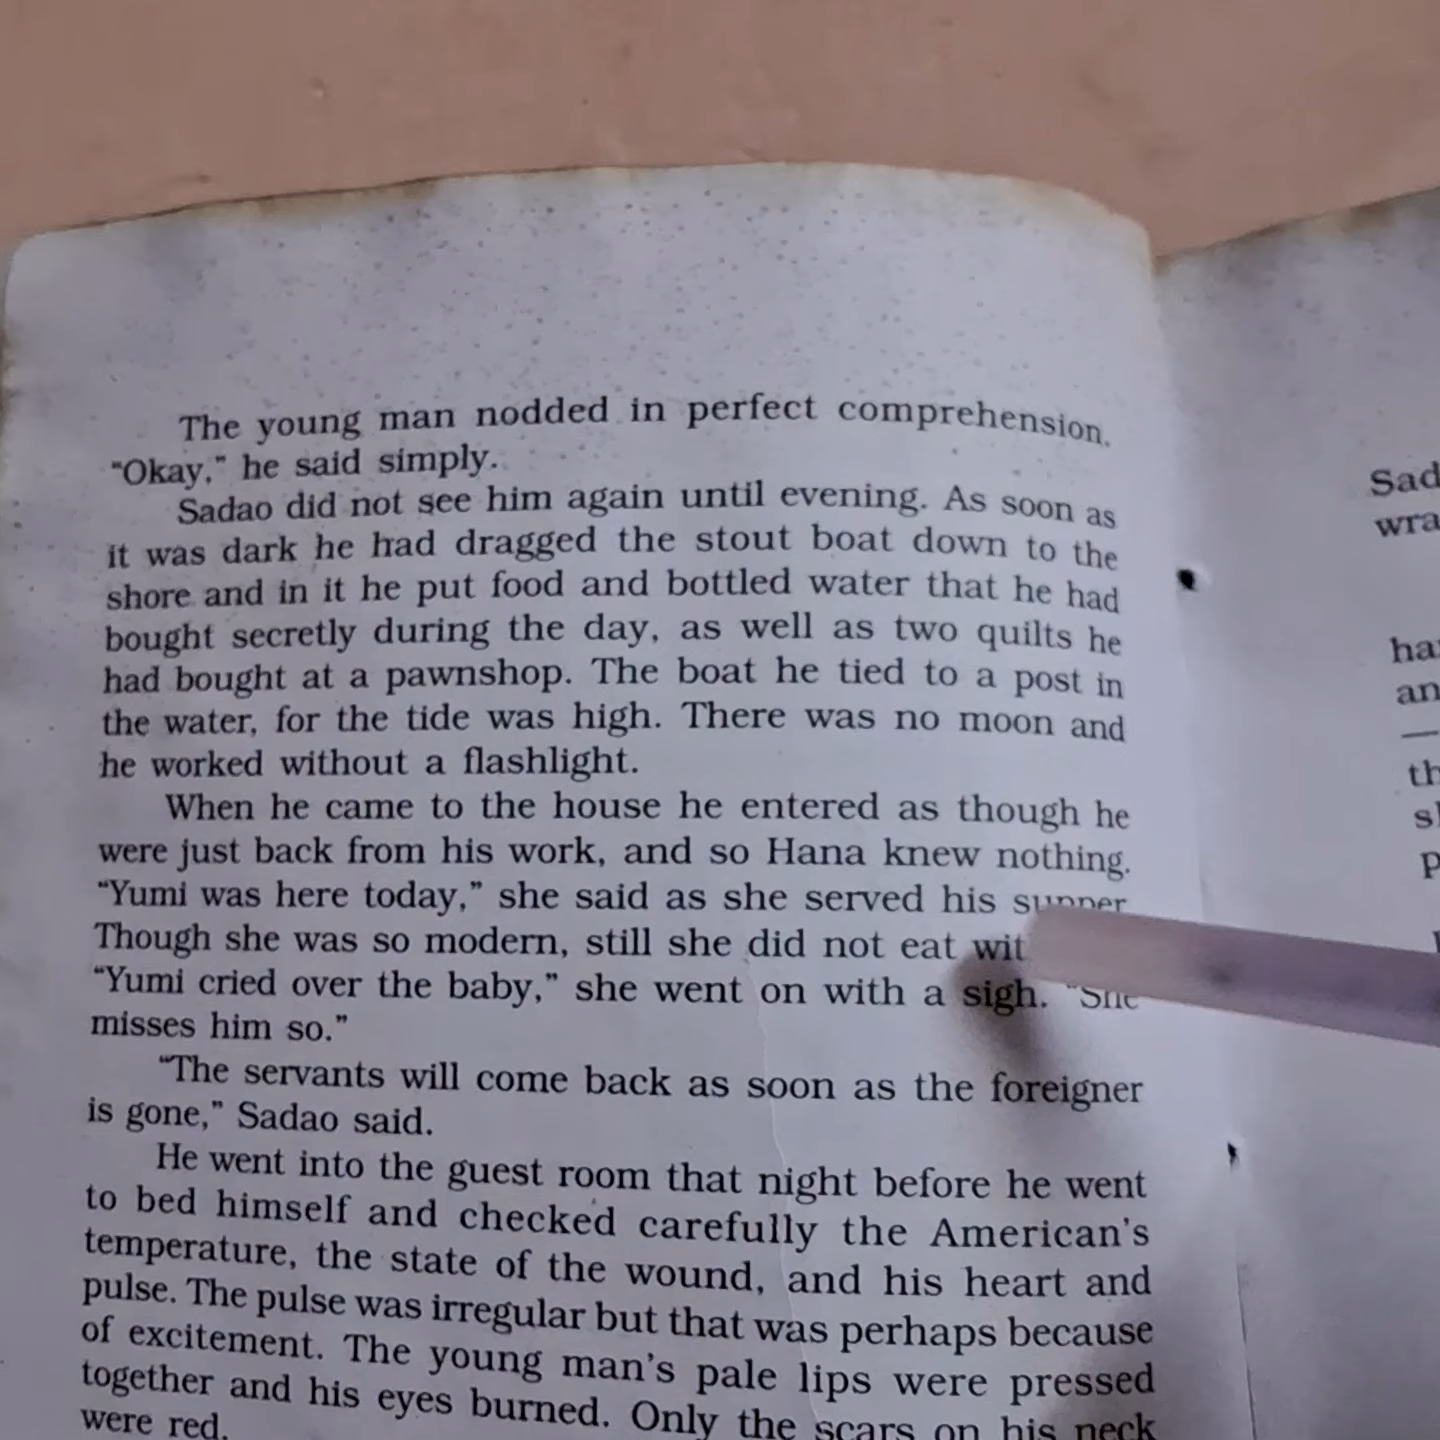 The young man nodded in perfect comprehension.
“Okay,” he said simply.
Sadao did not see him again until evening. As soon as
it was dark he had dragged the stout boat down to the
shore and in it he put food and bottled water that he had
bought secretly during the day, as well as two quilts he
had bought at a pawnshop. The boat he tied to a post in
the water, for the tide was high. There was no moon and
he worked without a flashlight.
When he came to the house he entered as though he
were just back from his work, and so Hana knew nothing.
“Yumi was here today,” she said as she served his supper
Though she was so modern, still she did not eat
“Yumi cried over the baby,” she went on with a sigh. “She
misses him so.”
“The servants will come back as soon as the foreigner
is gone,” Sadao said.
He went into the guest room that night before he went
to bed himself and checked carefully the American’s
temperature, the state of the wound, and his heart and
pulse. The pulse was irregular but that was perhaps because
of excitement. The young man’s pale lips were pressed
together and his eyes burned. Only the scars on his neck
were red.